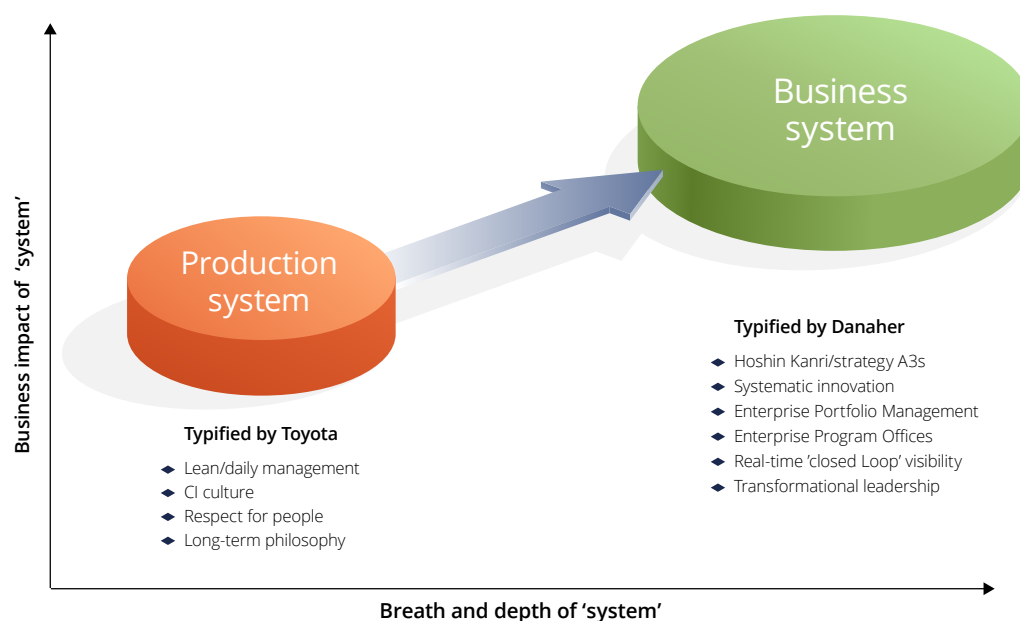 Business impact of ‘system’
Production
system
Business
system
Typified by Toyota
Lean/daily management
CI culture
Respect for people
Long-term philosophy
Typified by Danaher
Hoshin Kanri/strategy A3s
Systematic innovation
Enterprise Portfolio Management
Enterprise Program Offices
Real-time ’closed Loop’ visibility
Transformational leadership
Breath and depth of ‘system’